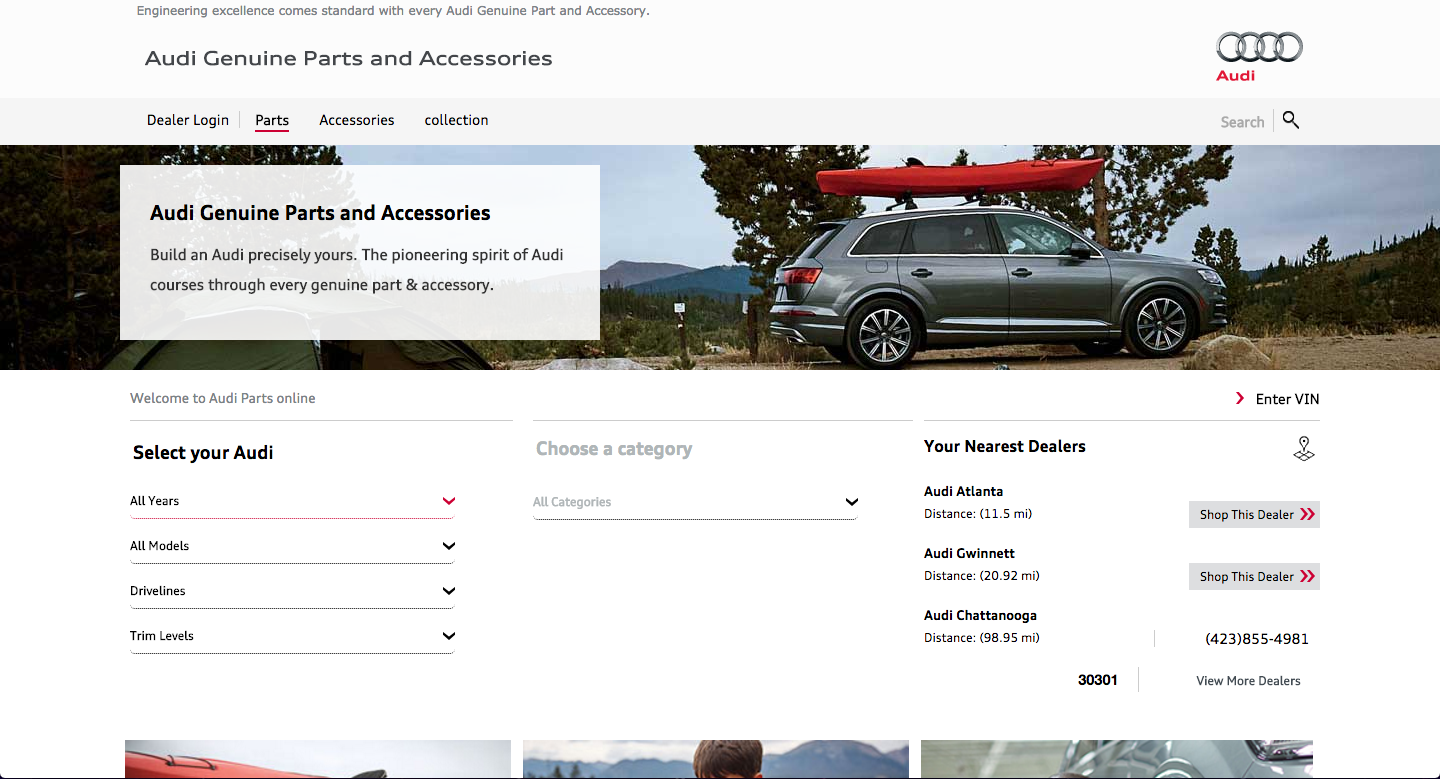 Engineering excellence comes standard with every Audi Genuine Part and Accessory.
Audi Genuine Parts and Accessories
Audi
Dealer Login
Parts
Accessories
collection
Search
Audi Genuine Parts and Accessories
Build an Audi precisely yours. The pioneering spirit of Audi
courses through every genuine part & accessory.
Welcome to Audi Parts online
Enter VIN
Select your Audi
All Years
All Models
Drivelines
Trim Levels
Choose a category
All Categories
Your Nearest Dealers
Audi Atlanta
Distance: (11.5 mi)
Shop This Dealer
Audi Gwinnett
Distance: (20.92 mi)
Shop This Dealer
Audi Chattanooga
Distance: (98.95 mi)
(423)855-4981
30301
View More Dealers